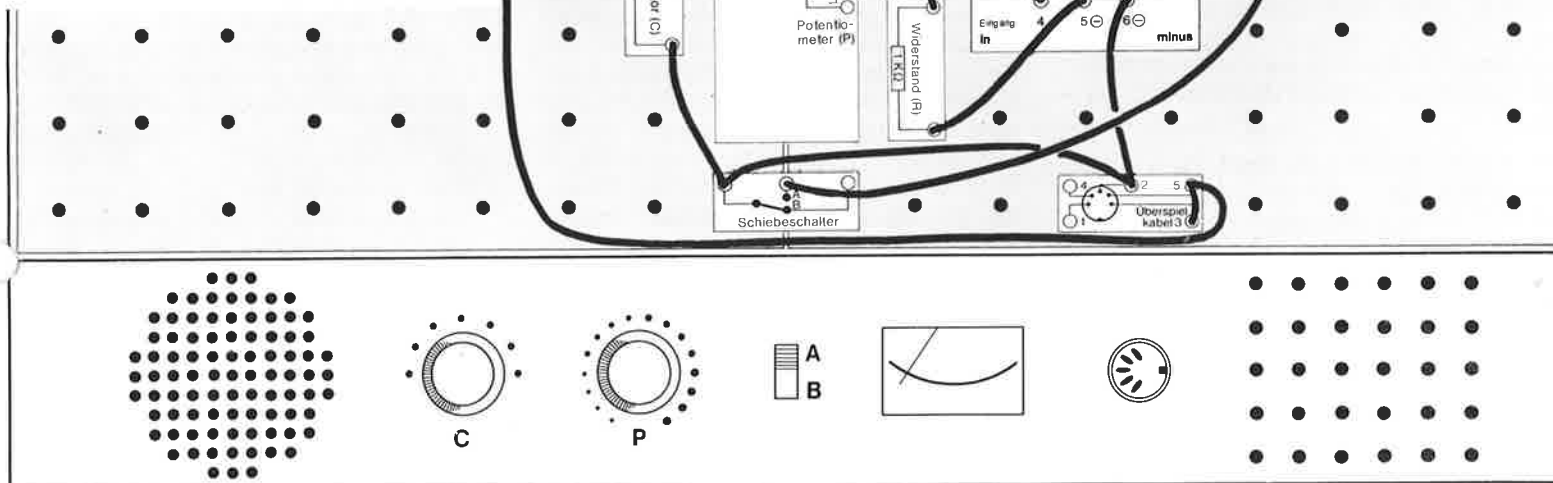 or (C)
Potentio-
meter (P)
Widerstand (R)
1 KΩ
Eingang
in
4
5⊖
6⊖
minus
A
B
Schiebeschalter
4
2
5
1
Überspiel
kabel 3
A
B
C
P